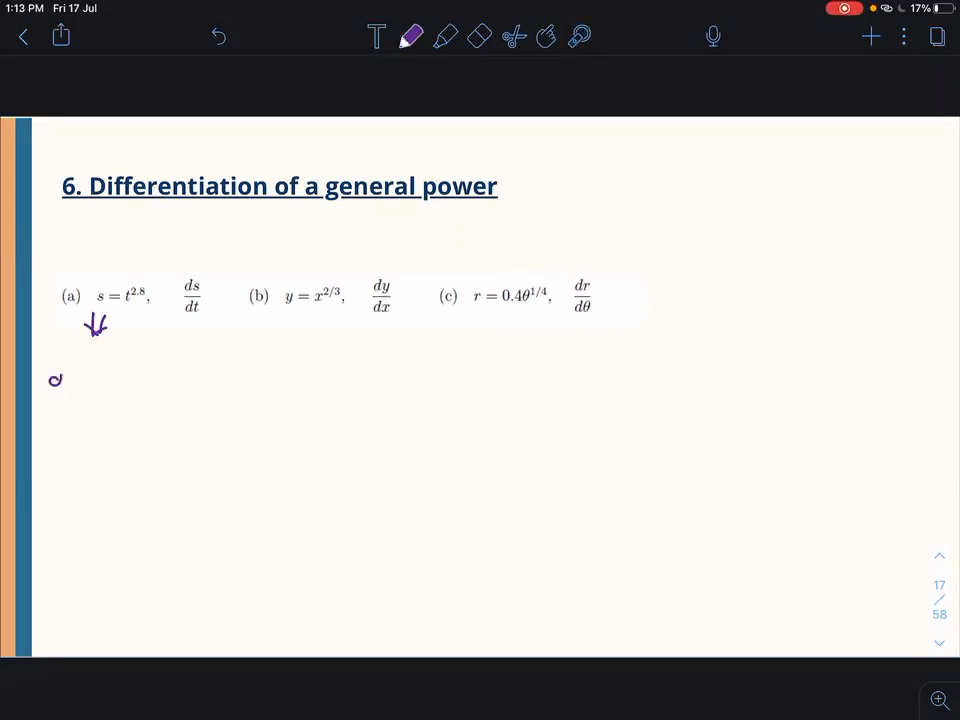 1:13 PM Fri 17 Jul 17%
T
6. Differentiation of a general power
(a) s = t^{2.8}, ds/dt (b) y = x^{2/3}, dy/dx (c) r = 0.4θ^{1/4}, dr/dθ
17
/
58